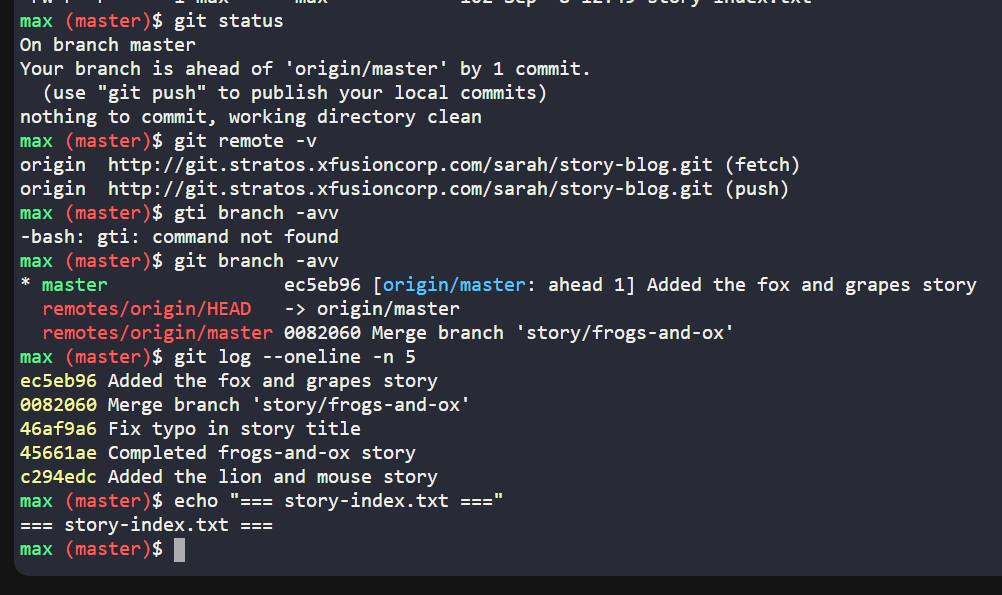 max (master)$ git status
On branch master
Your branch is ahead of 'origin/master' by 1 commit.
  (use "git push" to publish your local commits)
nothing to commit, working directory clean
max (master)$ git remote -v
origin  http://git.stratos.xfusioncorp.com/sarah/story-blog.git (fetch)
origin  http://git.stratos.xfusioncorp.com/sarah/story-blog.git (push)
max (master)$ gti branch -avv
-bash: gti: command not found
max (master)$ git branch -avv
* master                ec5eb96 [origin/master: ahead 1] Added the fox and grapes story
  remotes/origin/HEAD   -> origin/master
  remotes/origin/master 0082060 Merge branch 'story/frogs-and-ox'
max (master)$ git log --oneline -n 5
ec5eb96 Added the fox and grapes story
0082060 Merge branch 'story/frogs-and-ox'
46af9a6 Fix typo in story title
45661ae Completed frogs-and-ox story
c294edc Added the lion and mouse story
max (master)$ echo "=== story-index.txt ==="
=== story-index.txt ===
max (master)$